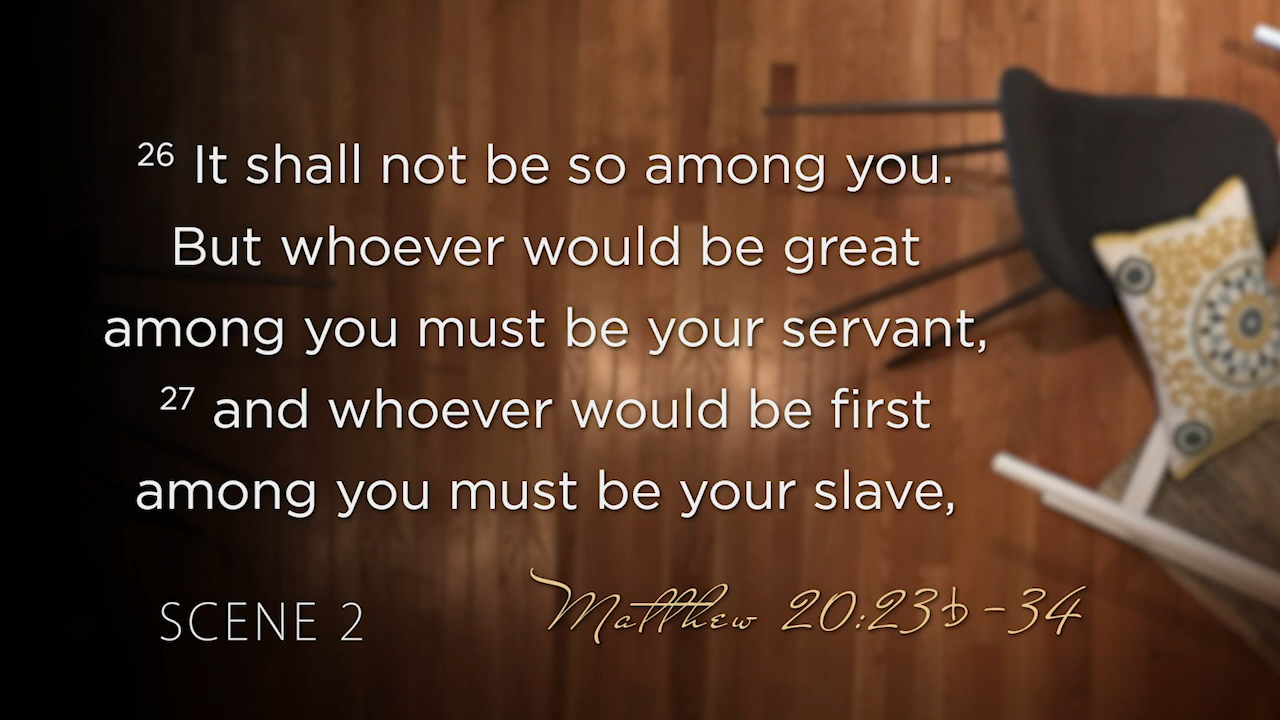 26 It shall not be so among you.
But whoever would be great
among you must be your servant,
27 and whoever would be first
among you must be your slave,
SCENE 2
Matthew 20:23b-34